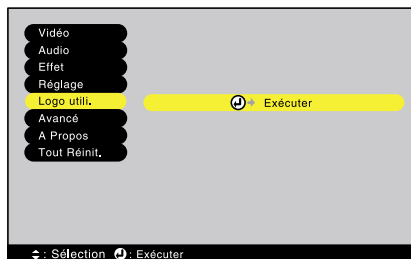 Vidéo
Audio
Effet
Réglage
Logo utili.
Exécuter
Avancé
A Propos
Tout Réinit.
: Sélection : Exécuter